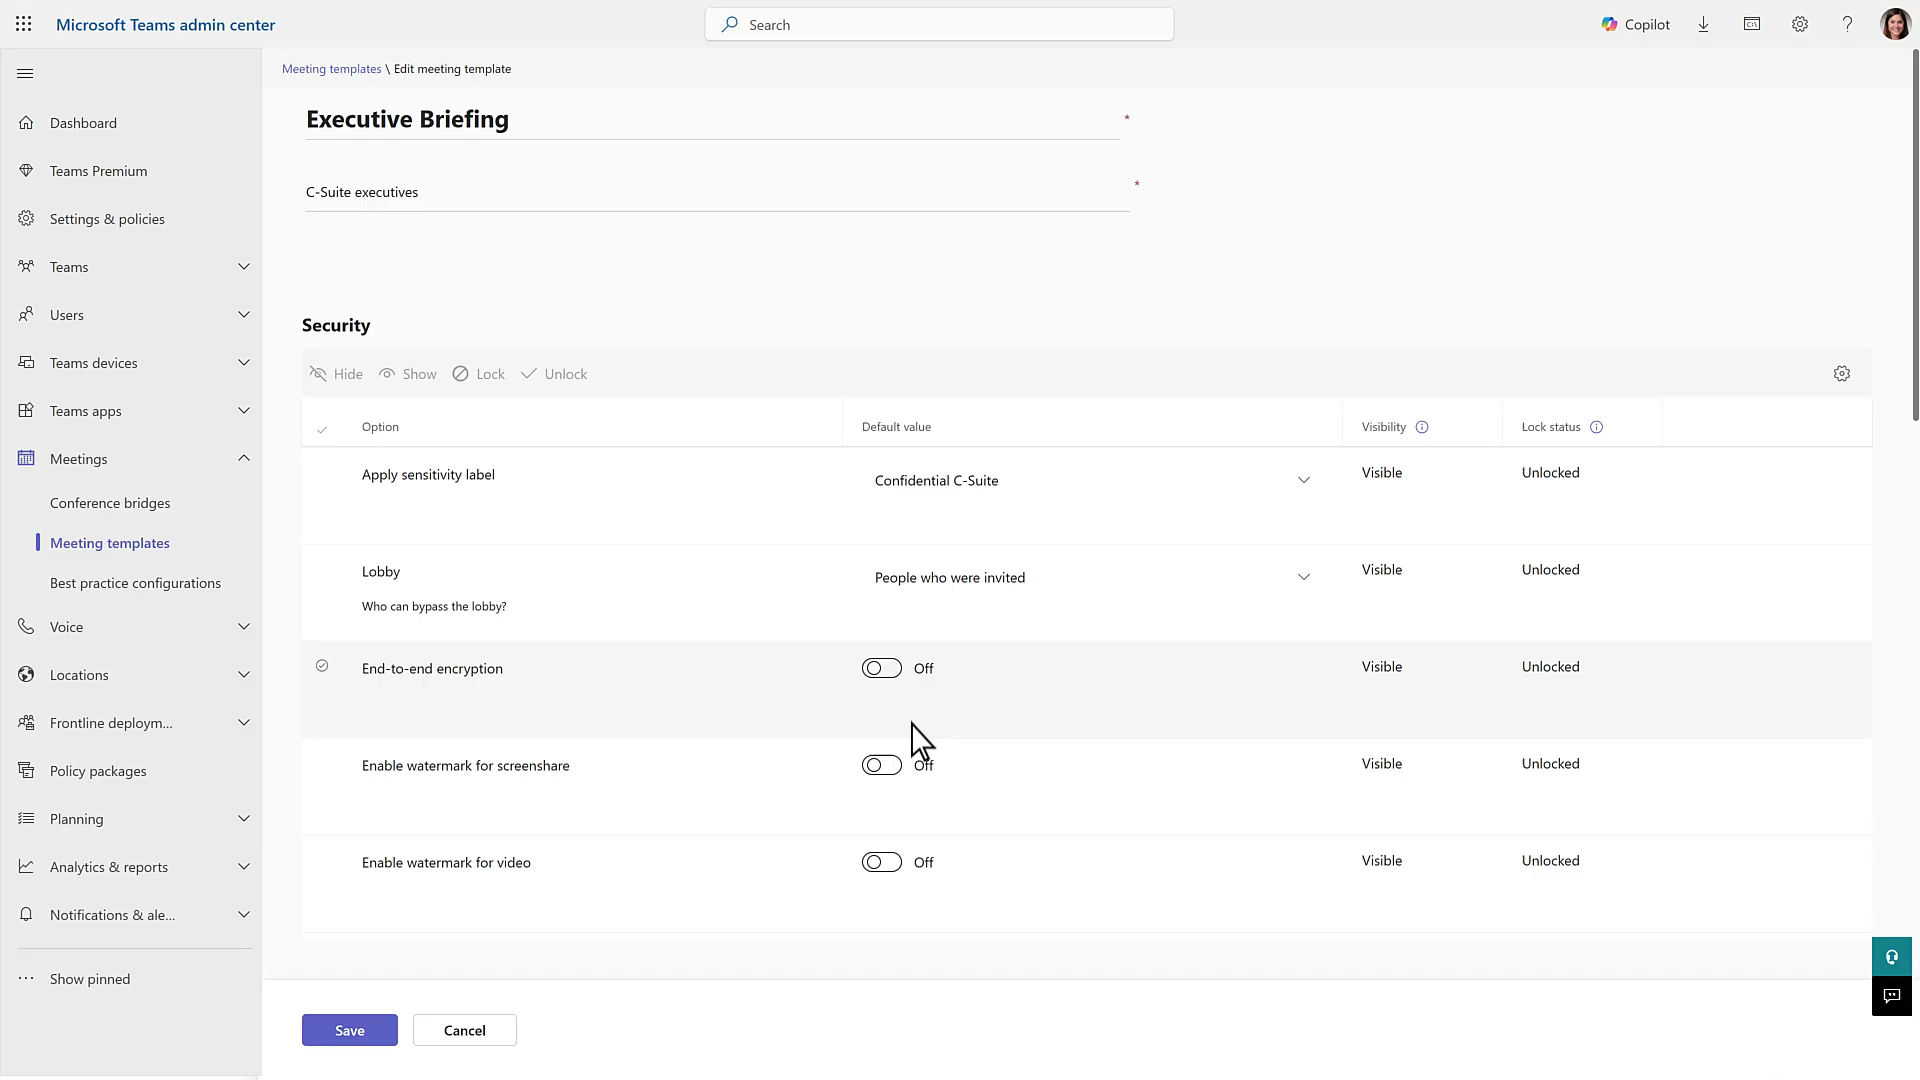 Microsoft Teams admin center
Search
Copilot
Meeting templates \ Edit meeting template
Dashboard
Teams Premium
Settings & policies
Teams
Users
Teams devices
Teams apps
Meetings
Conference bridges
Meeting templates
Best practice configurations
Voice
Locations
Frontline deploym...
Policy packages
Planning
Analytics & reports
Notifications & ale...
Show pinned
Executive Briefing *
C-Suite executives *
Security
Hide Show Lock Unlock
Option Default value Visibility Lock status
Apply sensitivity label Confidential C-Suite Visible Unlocked
Lobby People who were invited Visible Unlocked
Who can bypass the lobby?
End-to-end encryption Off Visible Unlocked
Enable watermark for screenshare Off Visible Unlocked
Enable watermark for video Off Visible Unlocked
Save Cancel